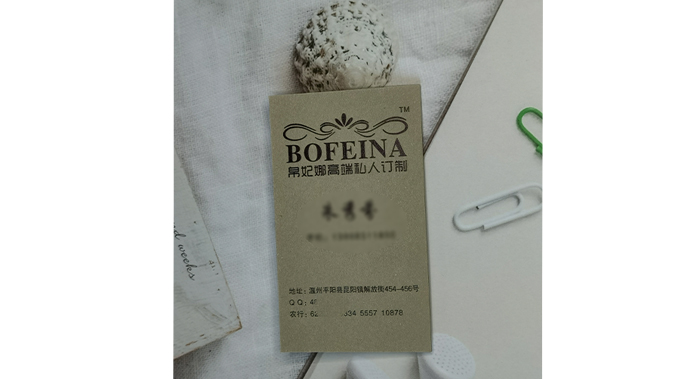 TM
BOFEINA
帛妃娜高端私人订制
地址：温州平阳县昆阳镇解放街454-456号
QQ：4
农行：62 334 5557 10878
weeks